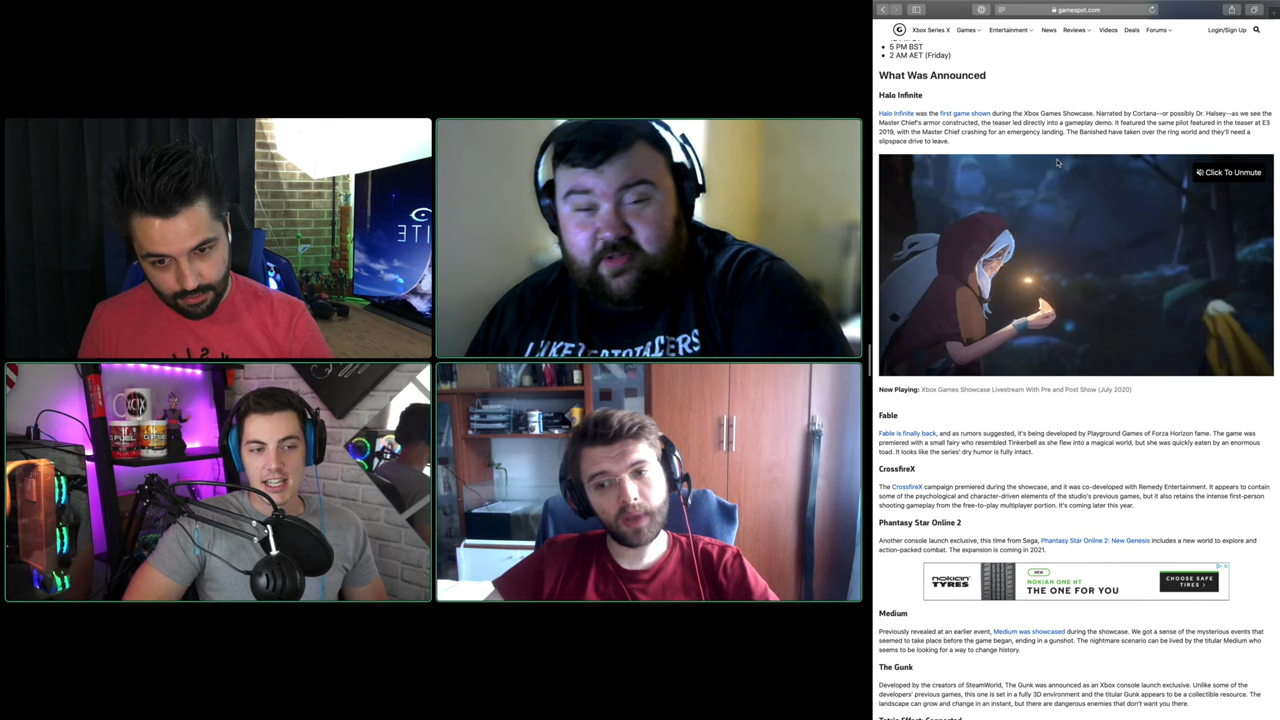 gamespot.com
Xbox Series X Games Entertainment News Reviews Videos Deals Forums Login/Sign Up
5 PM BST
2 AM AET (Friday)
What Was Announced
Halo Infinite
Halo Infinite was the first game shown during the Xbox Games Showcase. Narrated by Cortana--or possibly Dr. Halsey--as we see the
Master Chief's armor constructed, the teaser led directly into a gameplay demo. It featured the same pilot featured in the teaser at E3
2019, with the Master Chief crashing for an emergency landing. The Banished have taken over the ring world and they'll need a
slipspace drive to leave.
Click To Unmute
Now Playing: Xbox Games Showcase Livestream With Pre and Post Show (July 2020)
Fable
Fable is finally back, and as rumors suggested, it's being developed by Playground Games of Forza Horizon fame. The game was
premiered with a small fairy who resembled Tinkerbell as she flew into a magical world, but she was quickly eaten by an enormous
toad. It looks like the series' dry humor is fully intact.
CrossfireX
The CrossfireX campaign premiered during the showcase, and it was co-developed with Remedy Entertainment. It appears to contain
some of the psychological and character-driven elements of the studio's previous games, but it also retains the intense first-person
shooting gameplay from the free-to-play multiplayer portion. It's coming later this year.
Phantasy Star Online 2
Another console launch exclusive, this time from Sega, Phantasy Star Online 2: New Genesis includes a new world to explore and
action-packed combat. The expansion is coming in 2021.
NOKIAN
TYRES
NEW
NOKIAN ONE HT
THE ONE FOR YOU
CHOOSE SAFE
TIRES >
Medium
Previously revealed at an earlier event, Medium was showcased during the showcase. We got a sense of the mysterious events that
seemed to take place before the game began, ending in a gunshot. The nightmare scenario can be lived by the titular Medium who
seems to be looking for a way to change history.
The Gunk
Developed by the creators of SteamWorld, The Gunk was announced as an Xbox console launch exclusive. Unlike some of the
developers' previous games, this one is set in a fully 3D environment and the titular Gunk appears to be a collectible resource. The
landscape can grow and change in an instant, but there are dangerous enemies that don't want you there.
Tetris Effect: Connected
G FUEL